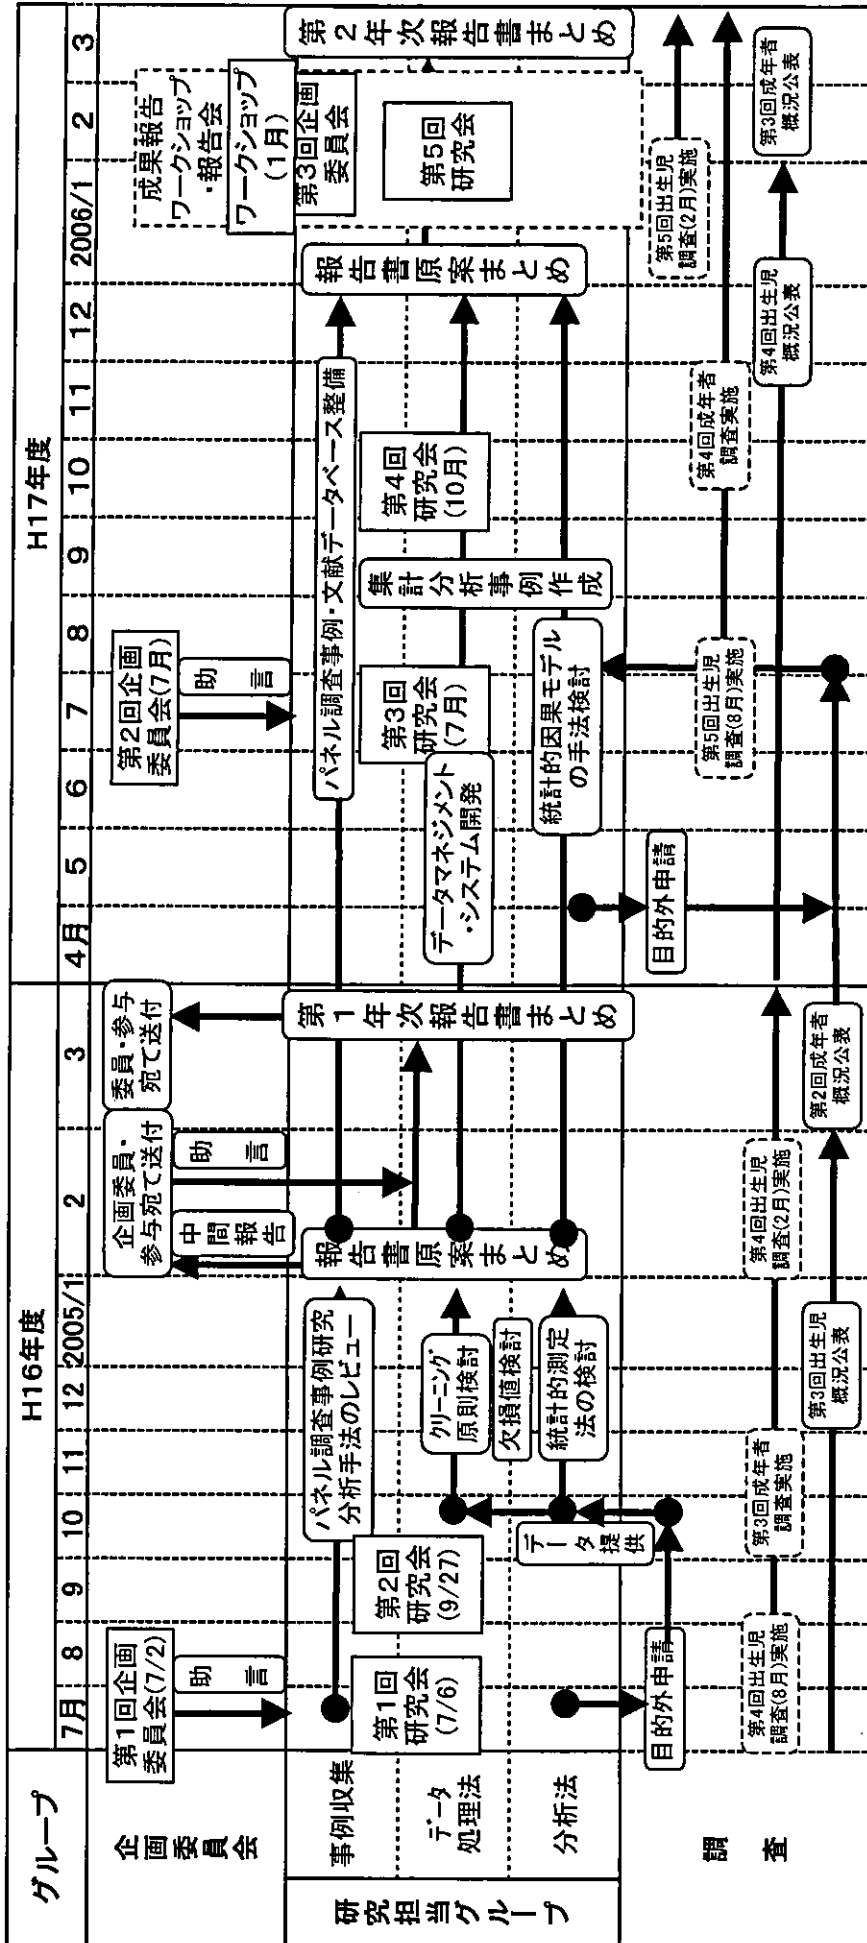 グループ
H16年度
H17年度
7月
8
9
10
11
12
2005/1
2
3
4月
5
6
7
8
9
10
11
12
2006/1
2
3
企画委員会
第1回企画
委員会(7/2)
助言
企画委員・
参与宛て送付
中間報告
助言
委員・参与
宛て送付
第2回企画
委員会(7月)
助言
成果報告
ワークショップ
・報告会
ワークショップ
(1月)
第3回企画
委員会
研究担当グループ
事例収集
データ
処理法
分析法
第1回
研究会
(7/6)
第2回
研究会
(9/27)
パネル調査事例研究
分析手法のレビュー
クリーニング
原則検討
欠損値検討
統計的測定
法の検討
データ提供
報告書原案まとめ
第1年次報告書まとめ
パネル調査事例・文献データベース整備
データマネジメント
・システム開発
第3回
研究会
(7月)
統計的因果モデル
の手法検討
集計分析事例作成
第4回
研究会
(10月)
報告書原案まとめ
第5回
研究会
第2年次報告書まとめ
調査
目的外申請
目的外申請
第4回出生児
調査(8月)実施
第3回成年者
調査実施
第4回出生児
調査(2月)実施
第3回出生児
概況公表
第2回成年者
概況公表
第5回出生児
調査(8月)実施
第4回成年者
調査実施
第5回出生児
調査(2月)実施
第4回出生児
概況公表
第3回成年者
概況公表